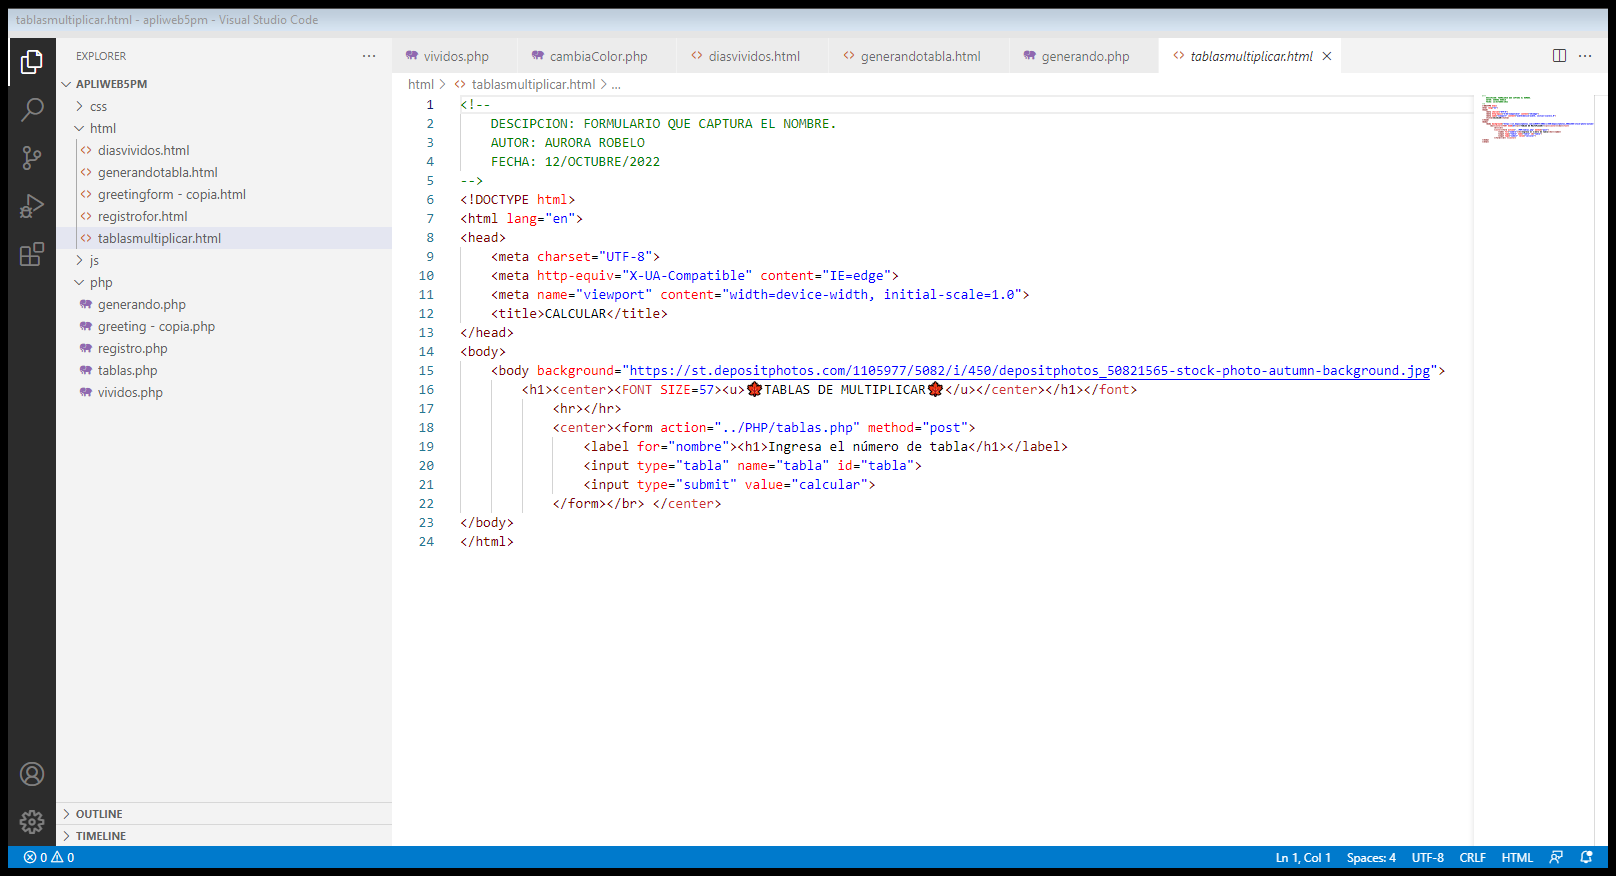 tablasmultiplicar.html - apliweb5pm - Visual Studio Code
EXPLORER
APLIWEB5PM
css
html
diasvividos.html
generandotabla.html
greetingform - copia.html
registrofor.html
tablasmultiplicar.html
js
php
generando.php
greeting - copia.php
registro.php
tablas.php
vividos.php
OUTLINE
TIMELINE
vividos.php cambiaColor.php diasvividos.html generandotabla.html generando.php tablasmultiplicar.html
html > tablasmultiplicar.html > ...
1 <!--
2 DESCIPCION: FORMULARIO QUE CAPTURA EL NOMBRE.
3 AUTOR: AURORA ROBELO
4 FECHA: 12/OCTUBRE/2022
5 -->
6 <!DOCTYPE html>
7 <html lang="en">
8 <head>
9 <meta charset="UTF-8">
10 <meta http-equiv="X-UA-Compatible" content="IE=edge">
11 <meta name="viewport" content="width=device-width, initial-scale=1.0">
12 <title>CALCULAR</title>
13 </head>
14 <body>
15 <body background="https://st.depositphotos.com/1105977/5082/i/450/depositphotos_50821565-stock-photo-autumn-background.jpg">
16 <h1><center><FONT SIZE=57><u>🍁TABLAS DE MULTIPLICAR🍁</u></center></h1></font>
17 <hr></hr>
18 <center><form action="../PHP/tablas.php" method="post">
19 <label for="nombre"><h1>Ingresa el número de tabla</h1></label>
20 <input type="tabla" name="tabla" id="tabla">
21 <input type="submit" value="calcular">
22 </form></br> </center>
23 </body>
24 </html>
0 0 Ln 1, Col 1 Spaces: 4 UTF-8 CRLF HTML